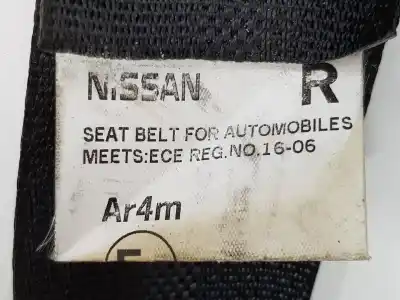 NISSAN R
SEAT BELT FOR AUTOMOBILES
MEETS:ECE REG.NO.16-06
Ar4m
E